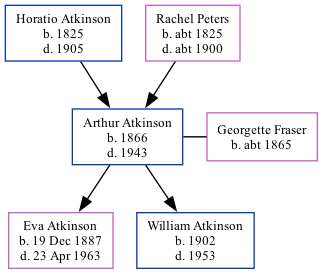 Horatio Atkinson
b. 1825
d. 1905
Rachel Peters
b. abt 1825
d. abt 1900
Arthur Atkinson
b. 1866
d. 1943
Georgette Fraser
b. abt 1865
Eva Atkinson
b. 19 Dec 1887
d. 23 Apr 1963
William Atkinson
b. 1902
d. 1953